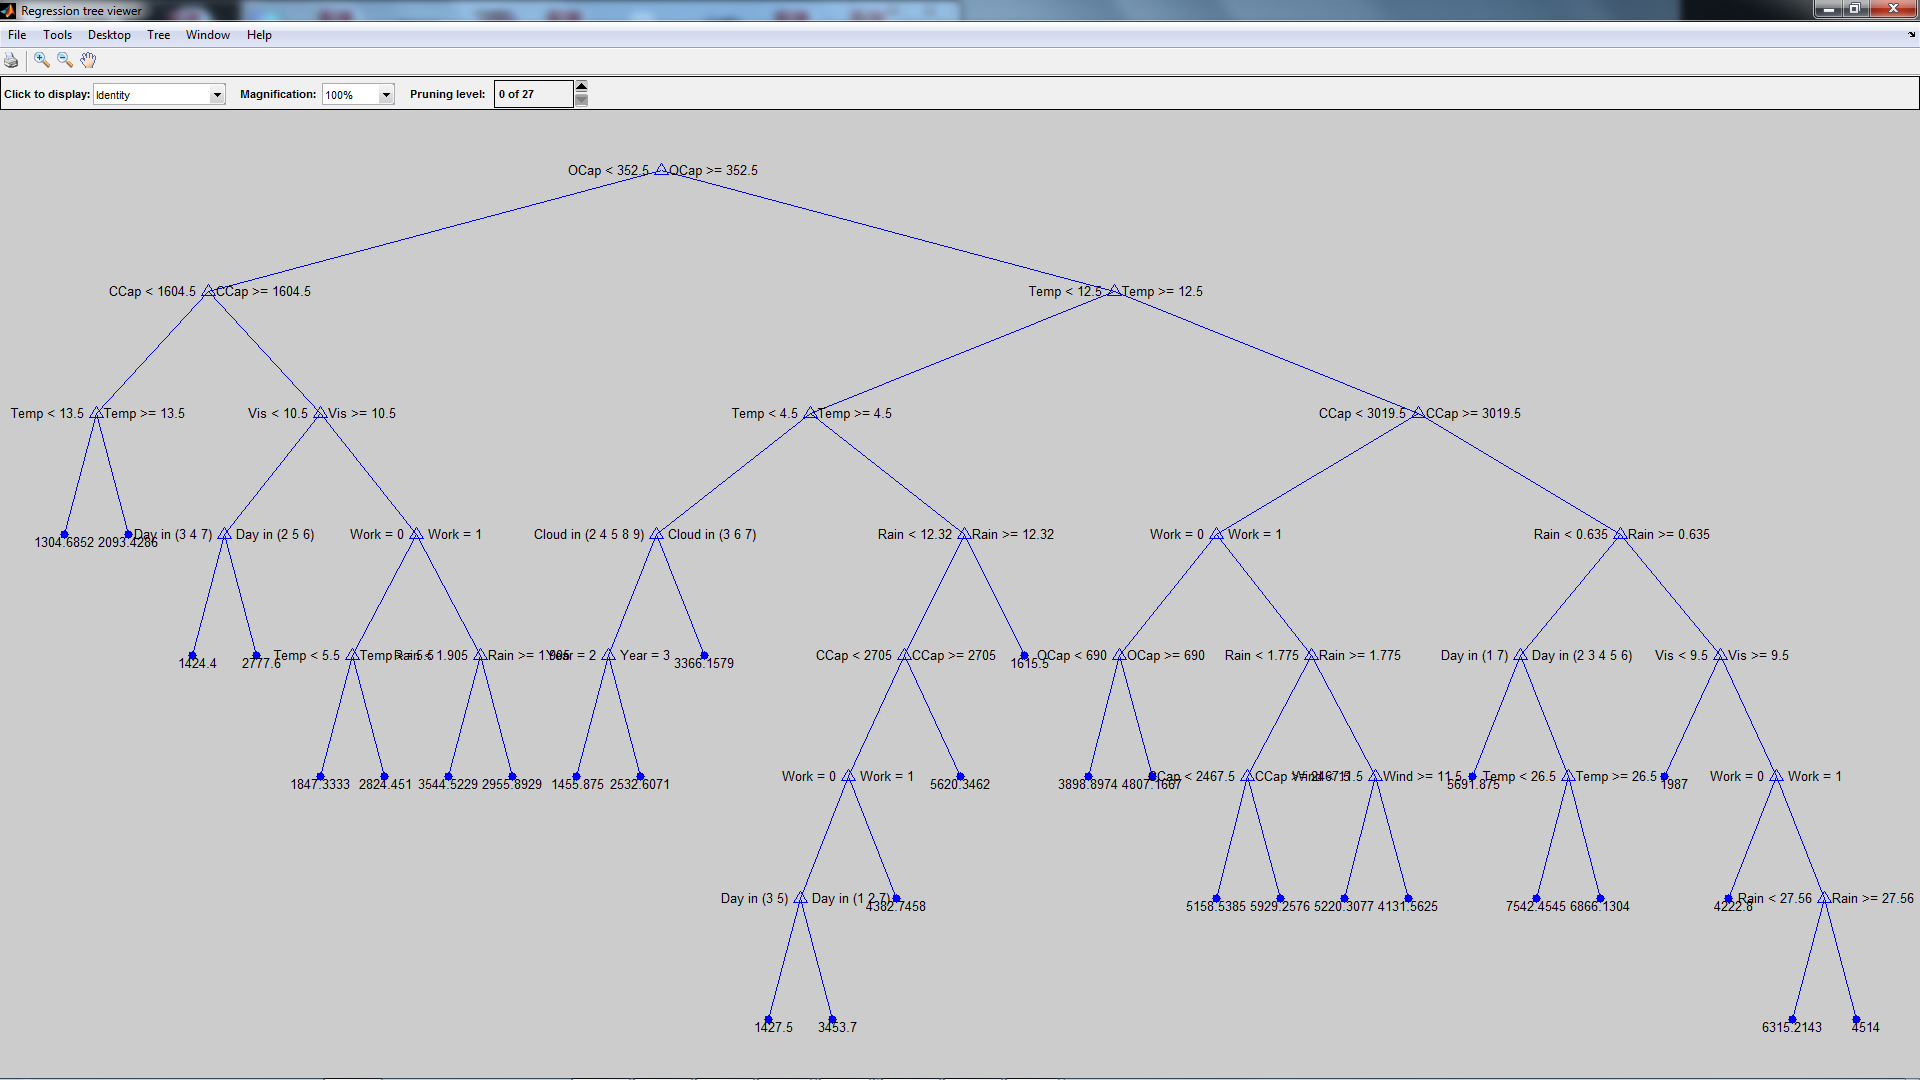 Regression tree viewer
File Tools Desktop Tree Window Help
Click to display: Identity Magnification: 100% Pruning level: 0 of 27
OCap < 352.5 OCap >= 352.5
CCap < 1604.5 CCap >= 1604.5 Temp < 12.5 Temp >= 12.5
Temp < 13.5 Temp >= 13.5 Vis < 10.5 Vis >= 10.5 Temp < 4.5 Temp >= 4.5 CCap < 3019.5 CCap >= 3019.5
Day in (3 4 7) Day in (2 5 6) Work = 0 Work = 1 Cloud in (2 4 5 8 9) Cloud in (3 6 7) Rain < 12.32 Rain >= 12.32 Work = 0 Work = 1 Rain < 0.635 Rain >= 0.635
1304.6852 2093.4286
Temp < 5.5 Temp >= 5.5 Rain < 1.905 Rain >= 1.905 Year = 2 Year = 3 CCap < 2705 CCap >= 2705 OCap < 690 OCap >= 690 Rain < 1.775 Rain >= 1.775 Day in (1 7) Day in (2 3 4 5 6) Vis < 9.5 Vis >= 9.5
1424.4 2777.6 3366.1579 1615.5
Work = 0 Work = 1 CCap < 2467.5 CCap >= 2467.5 Wind < 11.5 Wind >= 11.5 Temp < 26.5 Temp >= 26.5 Work = 0 Work = 1
1847.3333 2824.451 3544.5229 2955.8929 1455.875 2532.6071 5620.3462 3898.8974 4807.1667 5691.875 1987
Day in (3 5) Day in (1 2 7) Rain < 27.56 Rain >= 27.56
4382.7458 5158.5385 5929.2576 5220.3077 4131.5625 7542.4545 6866.1304 4222.8
1427.5 3453.7 6315.2143 4514